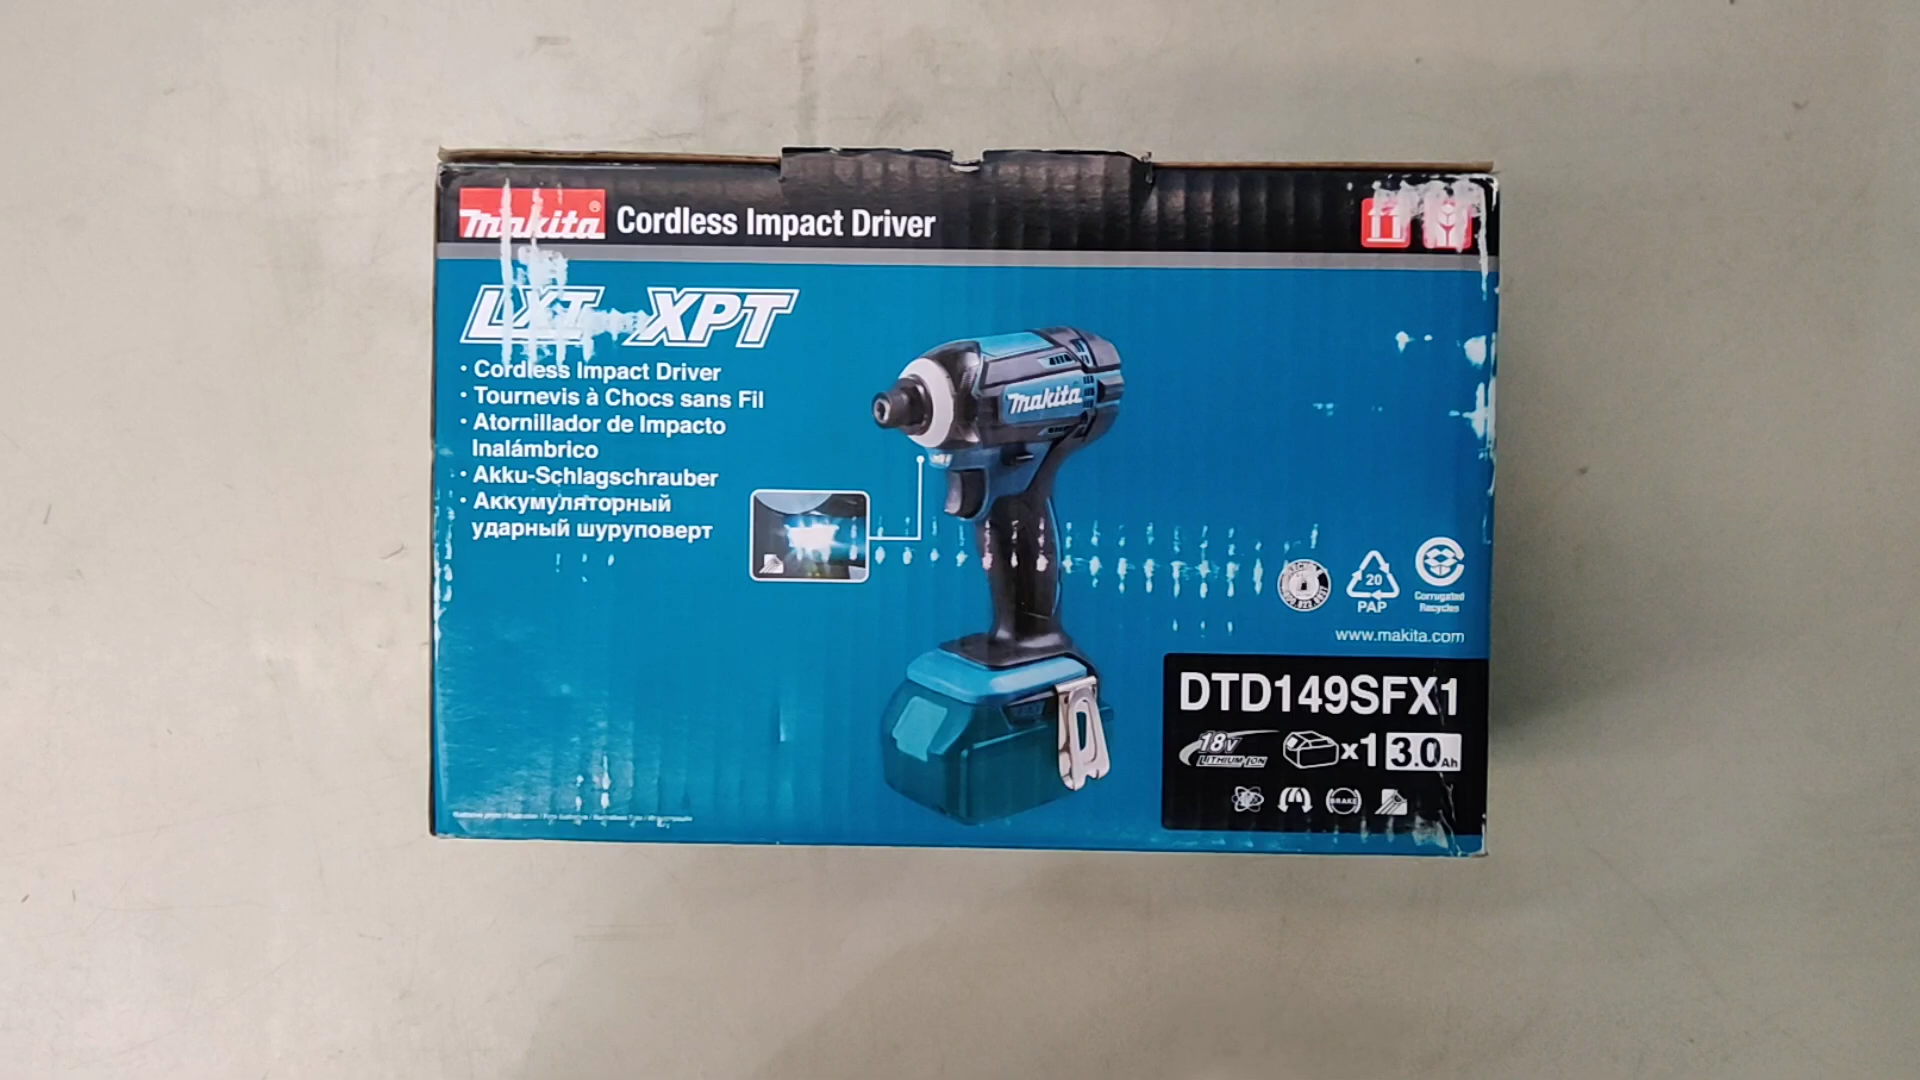 Makita® Cordless Impact Driver
LXT XPT
· Cordless Impact Driver
· Tournevis à Chocs sans Fil
· Atornillador de Impacto
Inalámbrico
· Akku-Schlagschrauber
· Аккумуляторный
ударный шуруповерт
makita
20
PAP
Corrugated
Recycles
www.makita.com
DTD149SFX1
18V
LITHIUM-ION
x1 3.0Ah
BRAKE